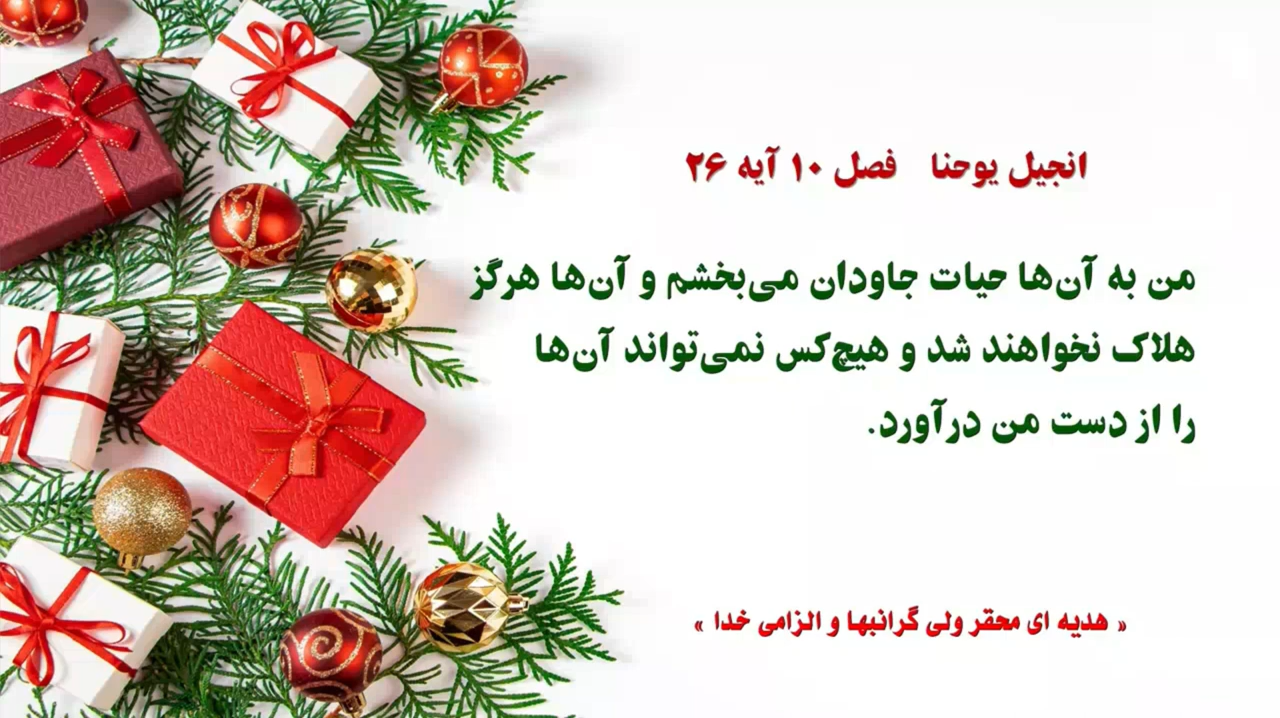 انجیل یوحنا فصل ۱۰ آیه ۲۶
من به آن‌ها حیات جاودان می‌بخشم و آن‌ها هرگز
هلاک نخواهند شد و هیچ‌کس نمی‌تواند آن‌ها
را از دست من درآورد.
« هدیه ای محقر ولی گرانبها و الزامی خدا »